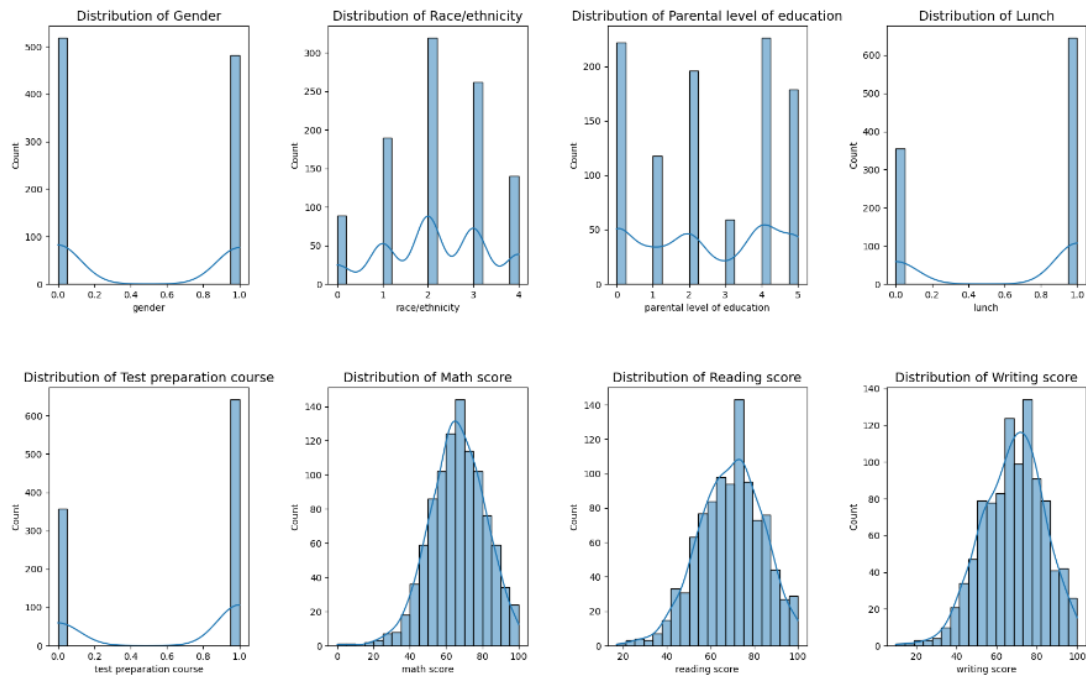 Distribution of Gender
500
400
300
200
100
0
Count
0.0 0.2 0.4 0.6 0.8 1.0
gender
Distribution of Race/ethnicity
300
250
200
150
100
50
0
Count
0 1 2 3 4
race/ethnicity
Distribution of Parental level of education
200
150
100
50
0
Count
0 1 2 3 4 5
parental level of education
Distribution of Lunch
600
500
400
300
200
100
0
Count
0.0 0.2 0.4 0.6 0.8 1.0
lunch
Distribution of Test preparation course
600
500
400
300
200
100
0
Count
0.0 0.2 0.4 0.6 0.8 1.0
test preparation course
Distribution of Math score
140
120
100
80
60
40
20
0
Count
0 20 40 60 80 100
math score
Distribution of Reading score
140
120
100
80
60
40
20
0
Count
20 40 60 80 100
reading score
Distribution of Writing score
140
120
100
80
60
40
20
0
Count
20 40 60 80 100
writing score